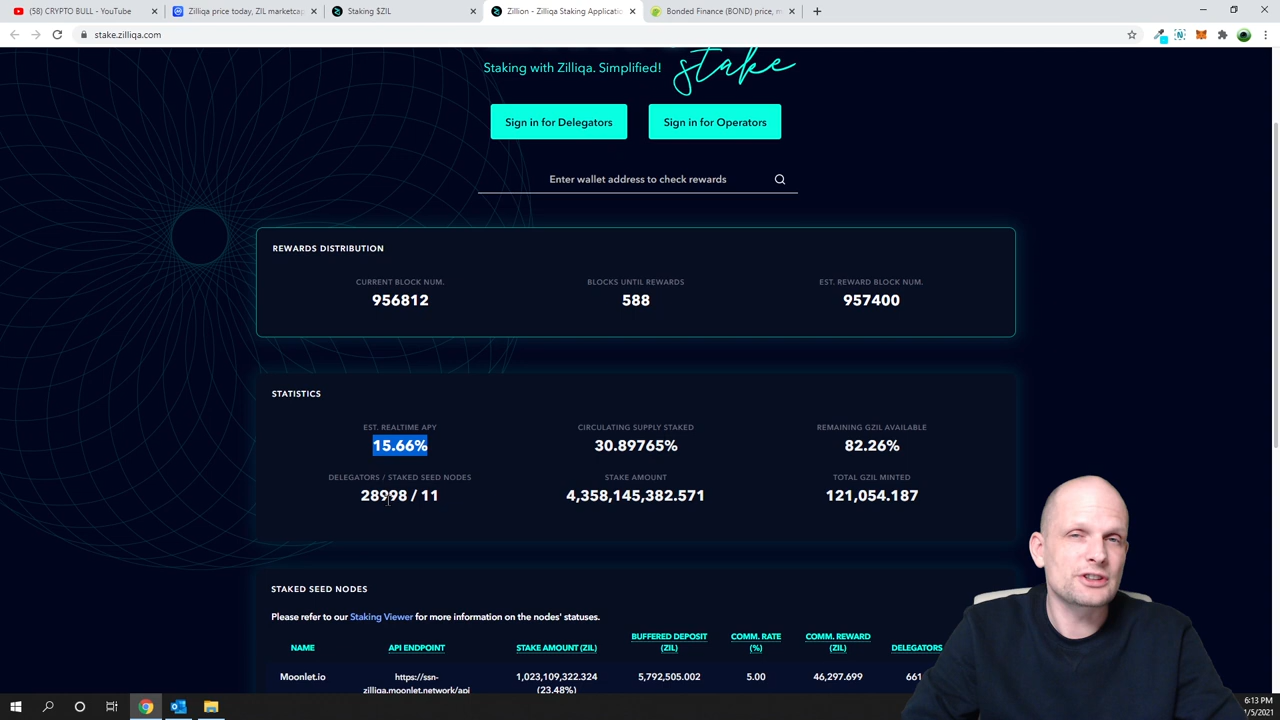 (58) CRYPTO BULL - YouTube
Zilliqa price today, ZIL marketcap
Staking $ZIL
Zillion - Staking Applicatio
Bonded Finance (BOND) price, m
stake.zilliqa.com
Staking with Zilliqa. Simplified!
stake
Sign in for Delegators
Sign in for Operators
Enter wallet address to check rewards
REWARDS DISTRIBUTION
CURRENT BLOCK NUM.
BLOCKS UNTIL REWARDS
EST. REWARD BLOCK NUM.
956812
588
957400
STATISTICS
EST. REALTIME APY
CIRCULATING SUPPLY STAKED
REMAINING GZIL AVAILABLE
15.66%
30.89765%
82.26%
DELEGATORS / STAKED SEED NODES
STAKE AMOUNT
TOTAL GZIL MINTED
28998 / 11
4,358,145,382.571
121,054.187
STAKED SEED NODES
Please refer to our Staking Viewer for more information on the nodes' statuses.
NAME
API ENDPOINT
STAKE AMOUNT (ZIL)
BUFFERED DEPOSIT (ZIL)
COMM. RATE (%)
COMM. REWARD (ZIL)
DELEGATORS
Moonlet.io
https://ssn-zilliqa.moonlet.network/api
1,023,109,322.324 (23.48%)
5,792,505.002
5.00
46,297.699
661
6:13 PM
1/5/2021